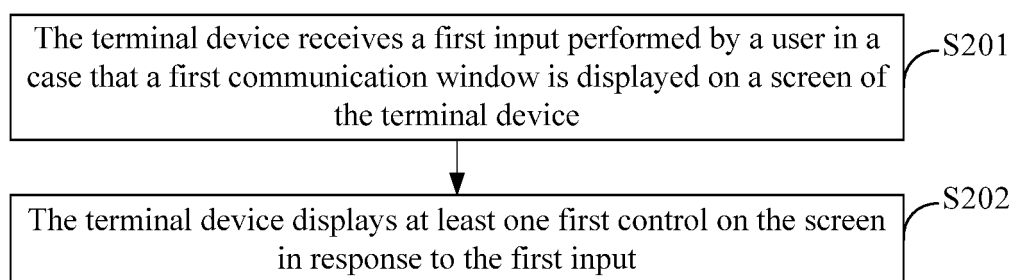 The terminal device receives a first input performed by a user in a
case that a first communication window is displayed on a screen of
the terminal device
S201
The terminal device displays at least one first control on the screen
in response to the first input
S202